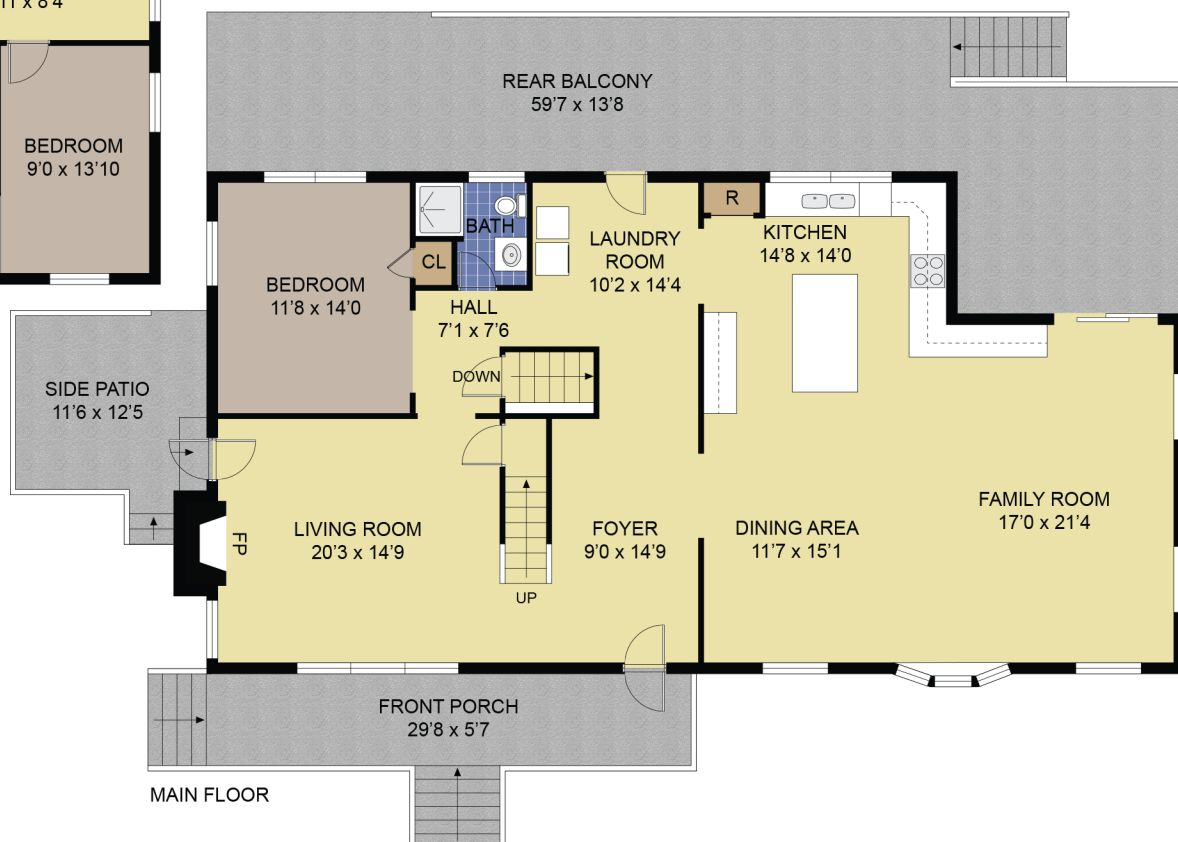 11 x 8'4
BEDROOM
9'0 x 13'10
REAR BALCONY
59'7 x 13'8
R
BATH
KITCHEN
14'8 x 14'0
LAUNDRY
ROOM
10'2 x 14'4
CL
BEDROOM
11'8 x 14'0
HALL
7'1 x 7'6
DOWN
SIDE PATIO
11'6 x 12'5
FAMILY ROOM
17'0 x 21'4
LIVING ROOM
20'3 x 14'9
FP
FOYER
9'0 x 14'9
DINING AREA
11'7 x 15'1
UP
FRONT PORCH
29'8 x 5'7
MAIN FLOOR